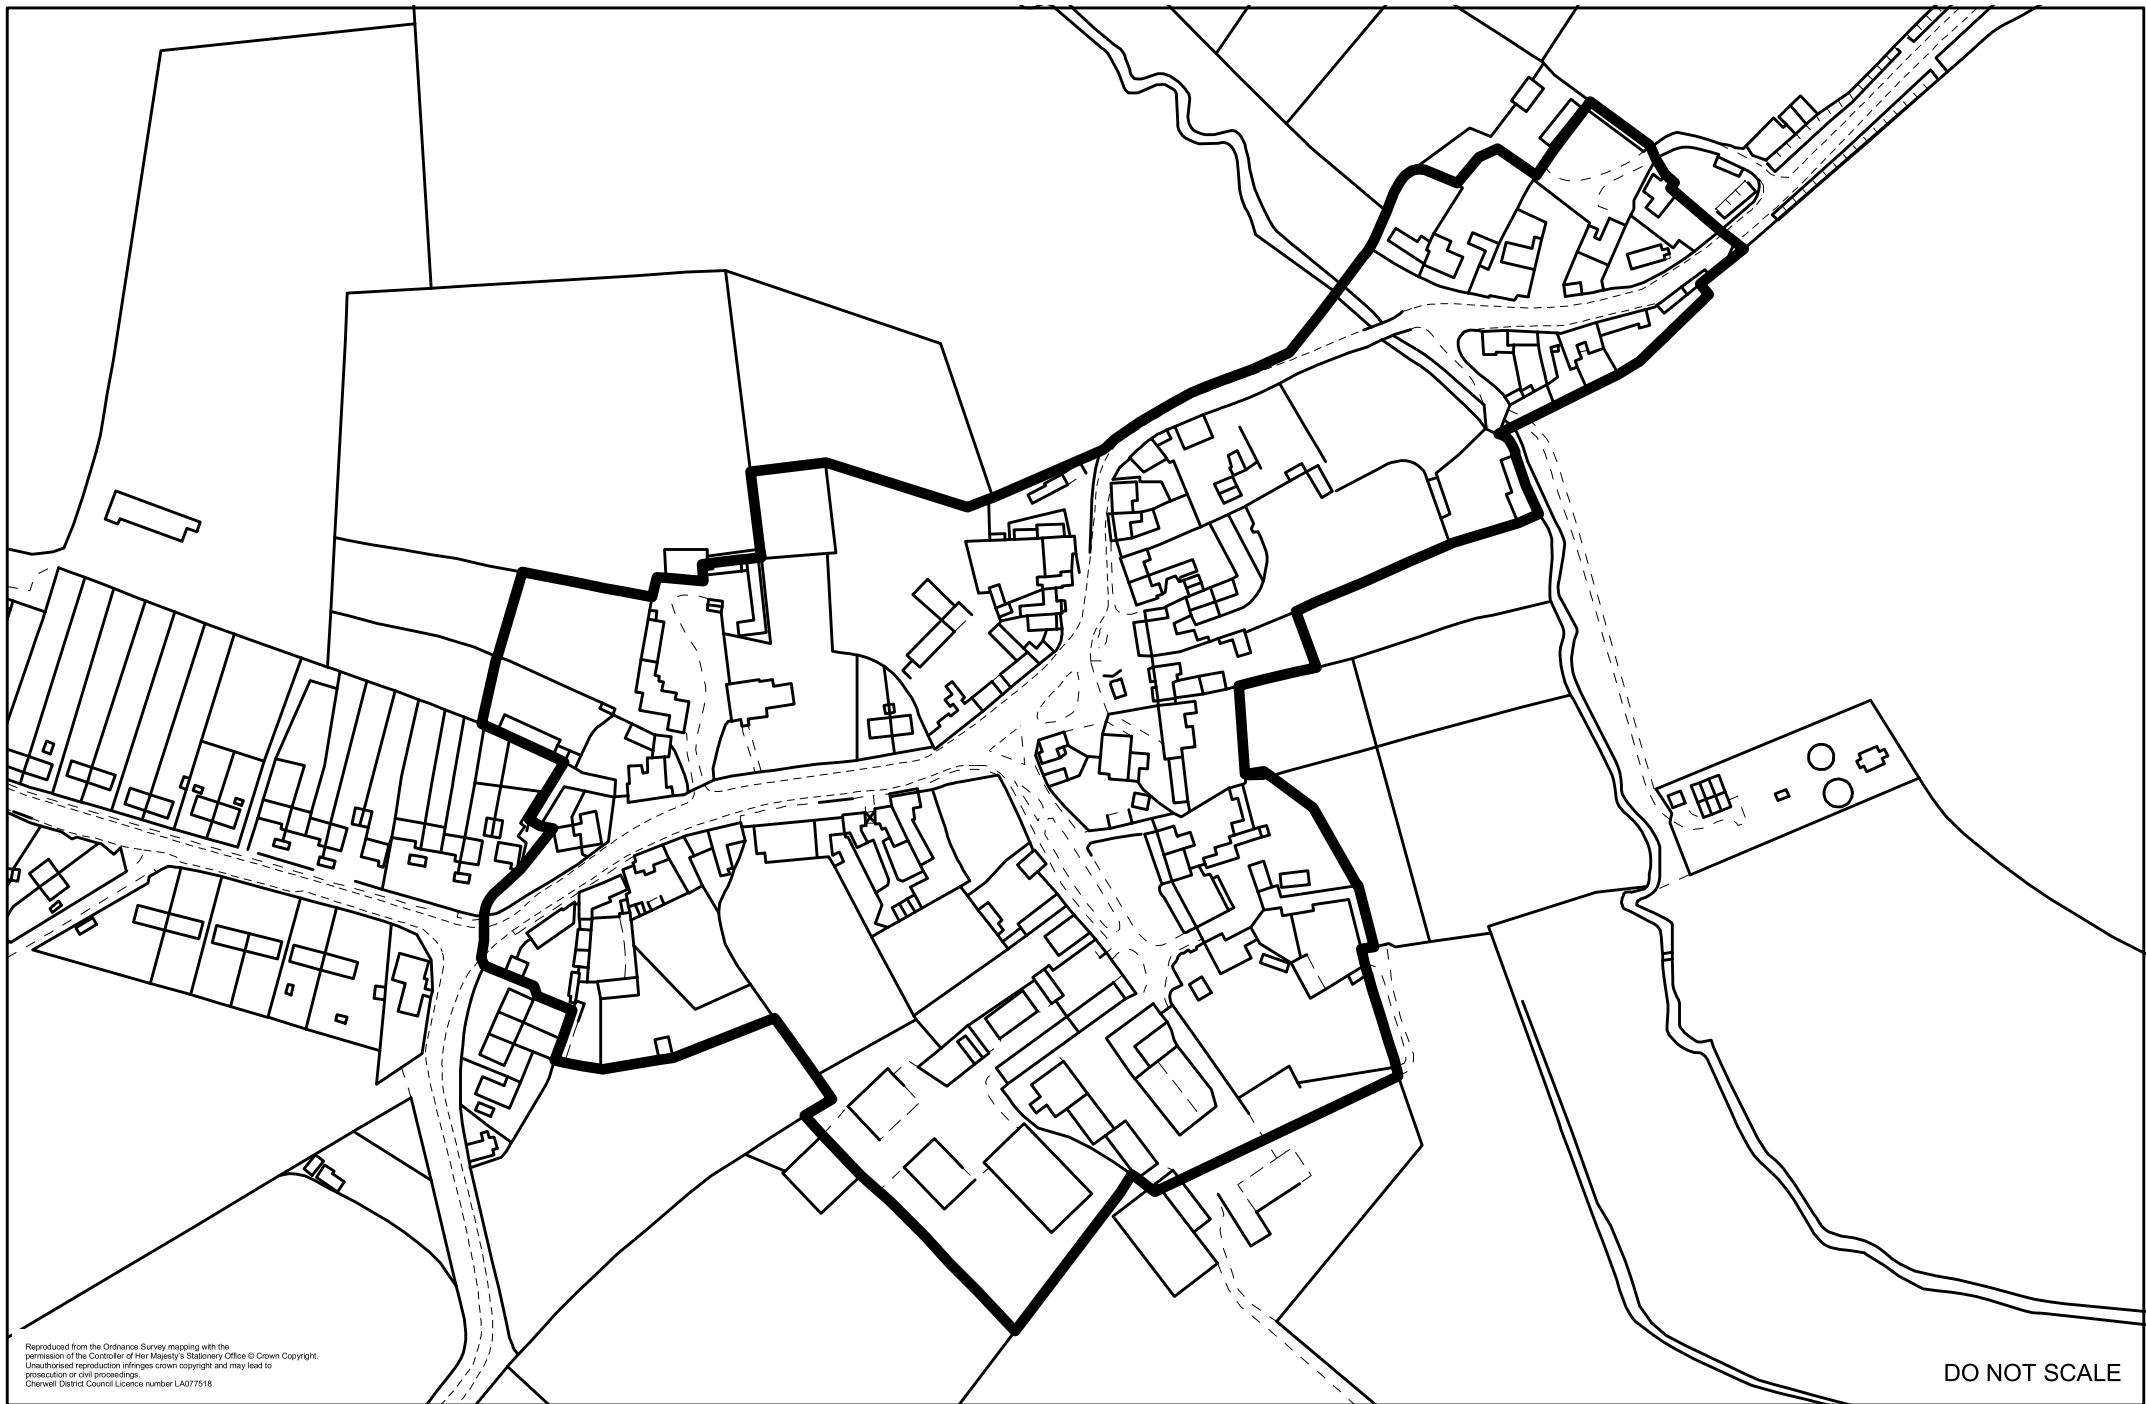 Reproduced from the Ordnance Survey mapping with the
permission of the Controller of Her Majesty's Stationery Office © Crown Copyright.
Unauthorised reproduction infringes crown copyright and may lead to
prosecution or civil proceedings.
Cherwell District Council Licence number LA077518
DO NOT SCALE